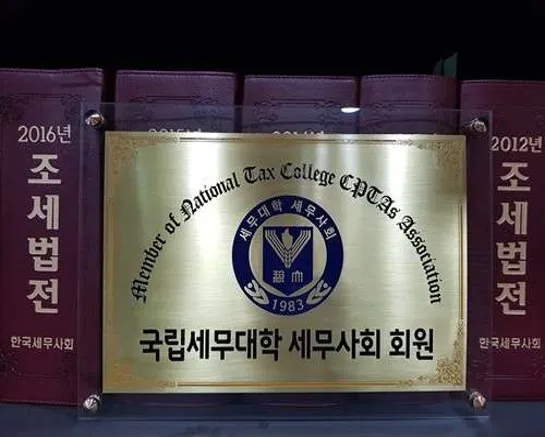 2016년
조세법전
한국세무사회
2012년
조세법전
한국세무사회
Member of National Tax College CPTAs Association
세무대학 세무사회
1983
국립세무대학 세무사회 회원